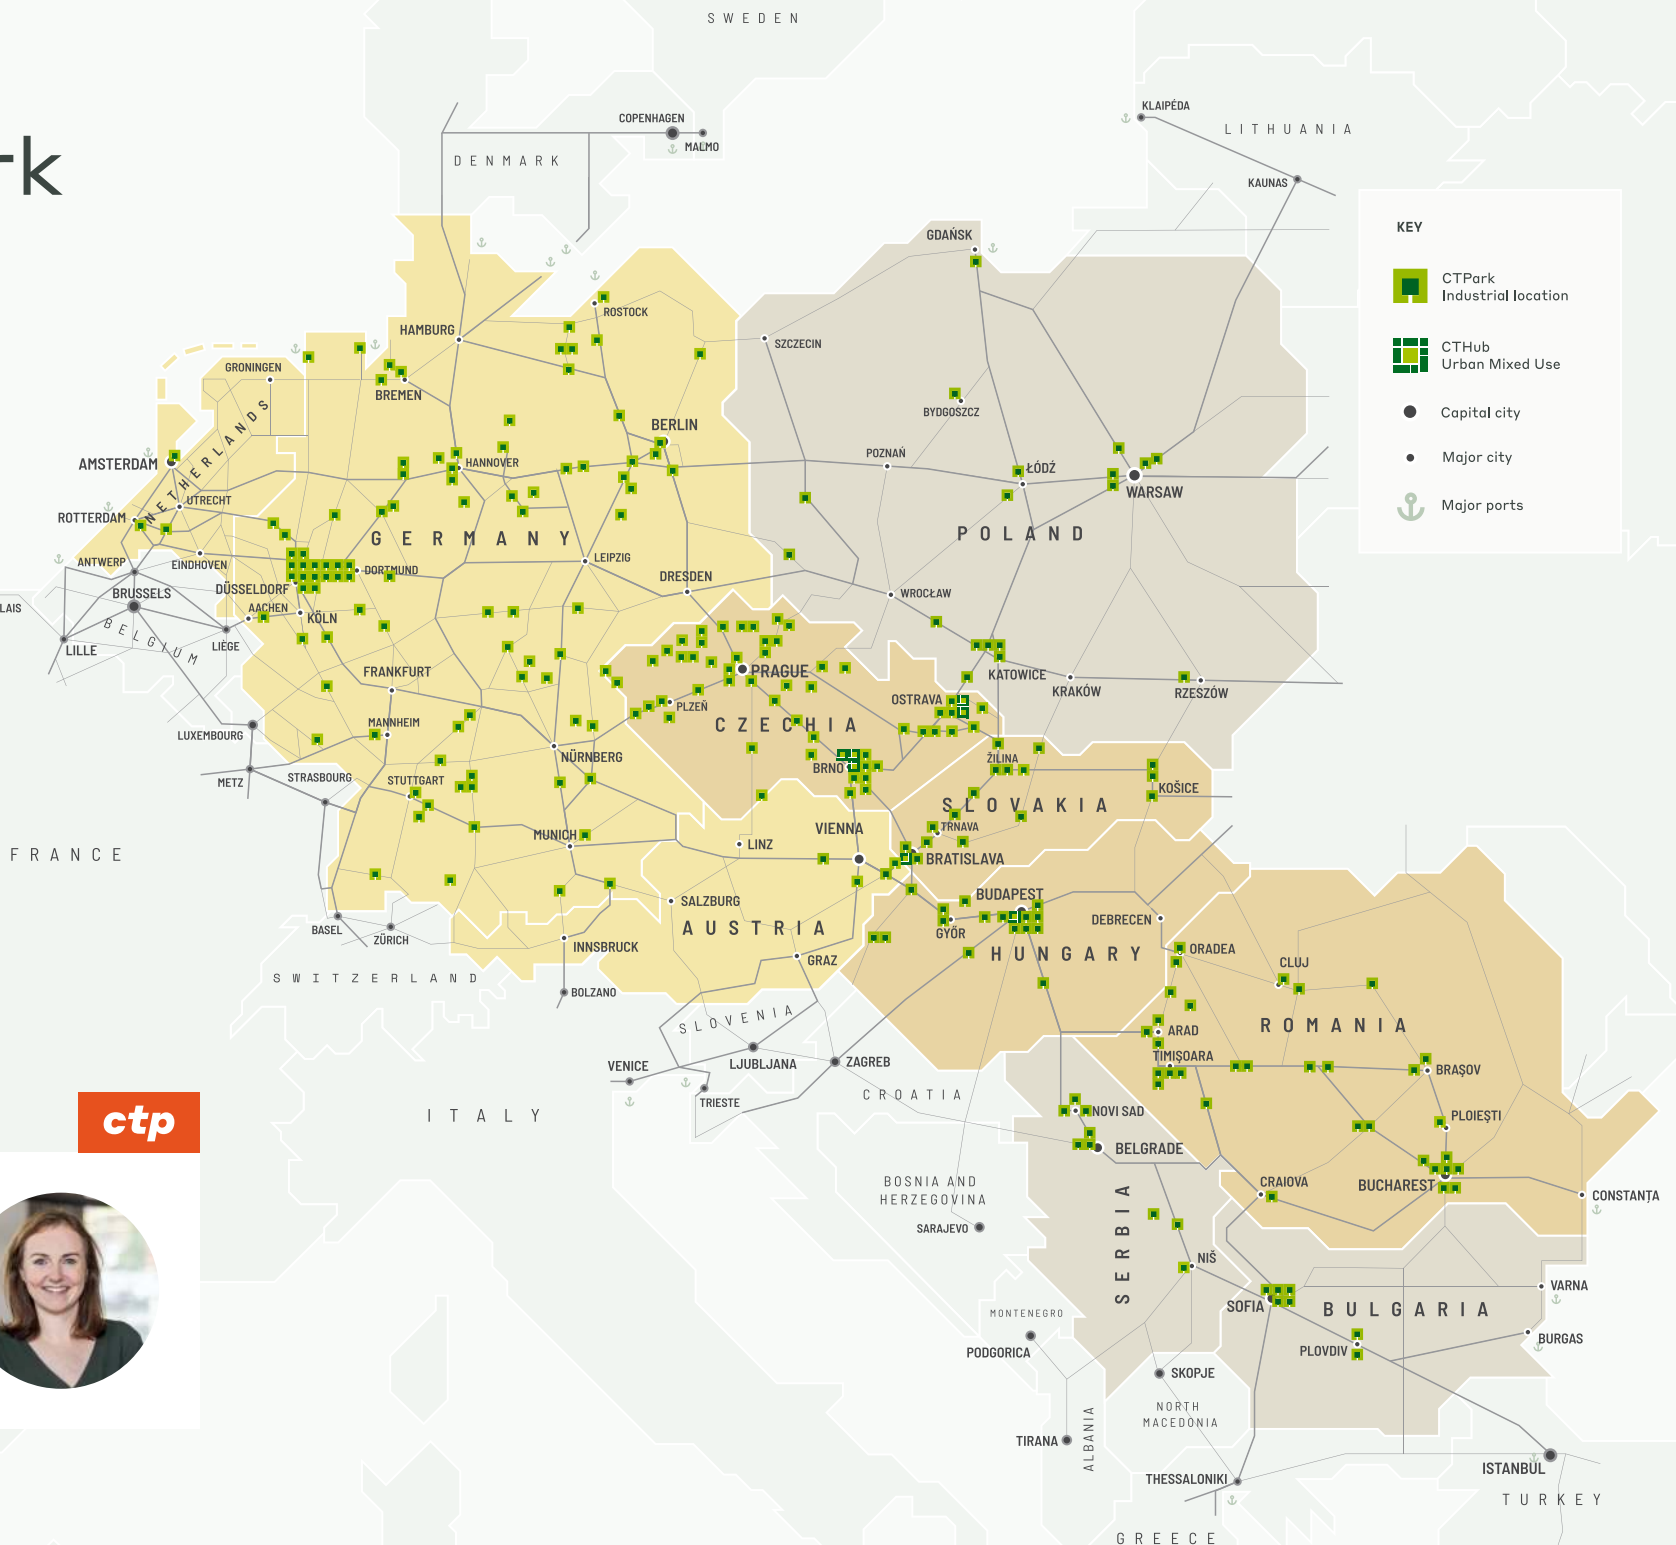 SWEDEN
COPENHAGEN
MALMO
DENMARK
KLAIPÉDA
LITHUANIA
KAUNAS
rk
KEY
CTPark
Industrial location
CTHub
Urban Mixed Use
Capital city
Major city
Major ports
GDAŃSK
ROSTOCK
HAMBURG
SZCZECIN
GRONINGEN
BREMEN
BYDGOSZCZ
BERLIN
AMSTERDAM
NETHERLANDS
HANNOVER
POZNAŃ
ŁÓDŹ
WARSAW
UTRECHT
ROTTERDAM
GERMANY
POLAND
ANTWERP
EINDHOVEN
DORTMUND
LEIPZIG
DRESDEN
BRUSSELS
DÜSSELDORF
WROCŁAW
LAIS
AACHEN
KÖLN
BELGIUM
LILLE
LIÈGE
FRANKFURT
PRAGUE
KATOWICE
KRAKÓW
RZESZÓW
OSTRAVA
PLZEŇ
CZECHIA
MANNHEIM
LUXEMBOURG
NÜRNBERG
ŽILINA
BRNO
METZ
STRASBOURG
STUTTGART
KOŠICE
SLOVAKIA
TRNAVA
VIENNA
MUNICH
LINZ
FRANCE
BRATISLAVA
BUDAPEST
SALZBURG
DEBRECEN
BASEL
ZÜRICH
AUSTRIA
GYŐR
INNSBRUCK
GRAZ
HUNGARY
ORADEA
CLUJ
SWITZERLAND
BOLZANO
SLOVENIA
ROMANIA
ARAD
TIMIŞOARA
VENICE
LJUBLJANA
ZAGREB
BRAŞOV
TRIESTE
CROATIA
NOVI SAD
PLOIEŞTI
ITALY
ctp
BELGRADE
BOSNIA AND
HERZEGOVINA
CRAIOVA
BUCHAREST
CONSTANȚA
SARAJEVO
SERBIA
NIŠ
VARNA
SOFIA
BULGARIA
MONTENEGRO
PODGORICA
PLOVDIV
BURGAS
SKOPJE
NORTH
MACEDONIA
TIRANA
ALBANIA
THESSALONIKI
ISTANBUL
TURKEY
GREECE